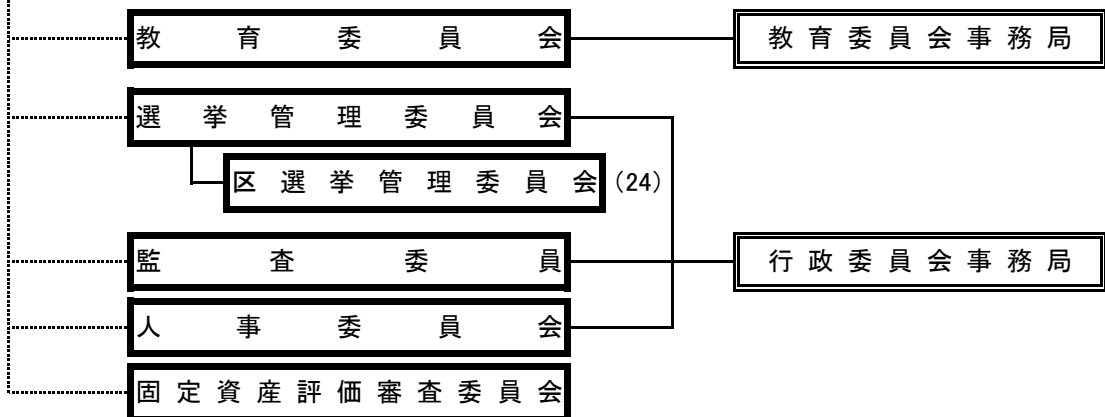 教育委員会 教育委員会事務局
選挙管理委員会
区選挙管理委員会 (24)
監査委員 行政委員会事務局
人事委員会
固定資産評価審査委員会